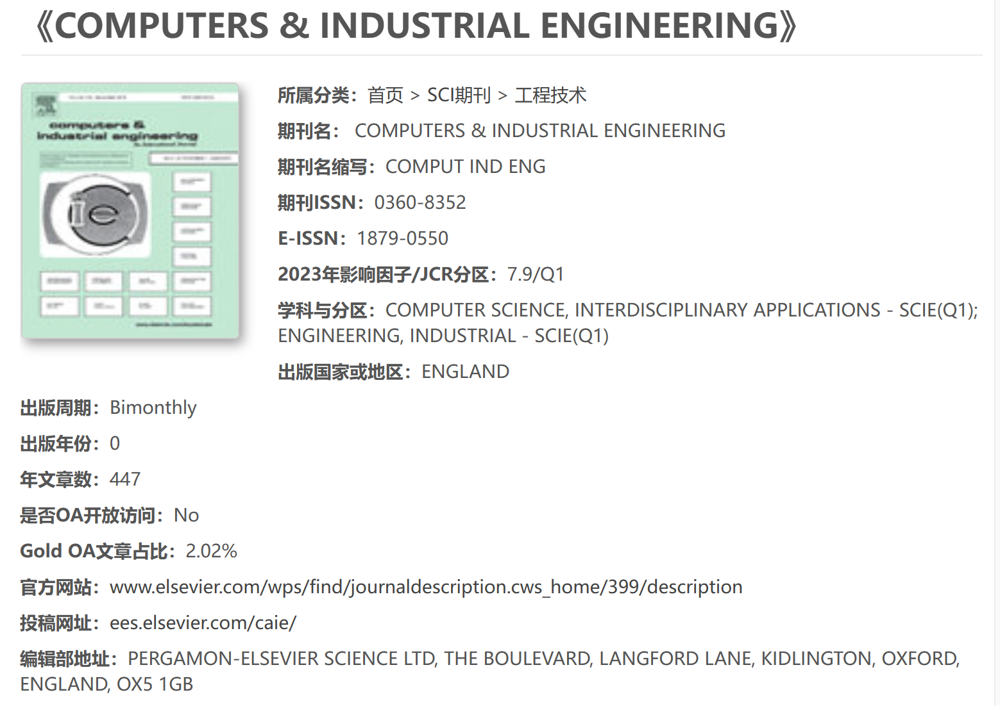 《COMPUTERS & INDUSTRIAL ENGINEERING》
computers &
industrial engineering
所属分类：首页 > SCI期刊 > 工程技术
期刊名： COMPUTERS & INDUSTRIAL ENGINEERING
期刊名缩写：COMPUT IND ENG
期刊ISSN：0360-8352
E-ISSN：1879-0550
2023年影响因子/JCR分区：7.9/Q1
学科与分区：COMPUTER SCIENCE, INTERDISCIPLINARY APPLICATIONS - SCIE(Q1);
ENGINEERING, INDUSTRIAL - SCIE(Q1)
出版国家或地区：ENGLAND
出版周期：Bimonthly
出版年份：0
年文章数：447
是否OA开放访问：No
Gold OA文章占比：2.02%
官方网站：www.elsevier.com/wps/find/journaldescription.cws_home/399/description
投稿网址：ees.elsevier.com/caie/
编辑部地址：PERGAMON-ELSEVIER SCIENCE LTD, THE BOULEVARD, LANGFORD LANE, KIDLINGTON, OXFORD,
ENGLAND, OX5 1GB